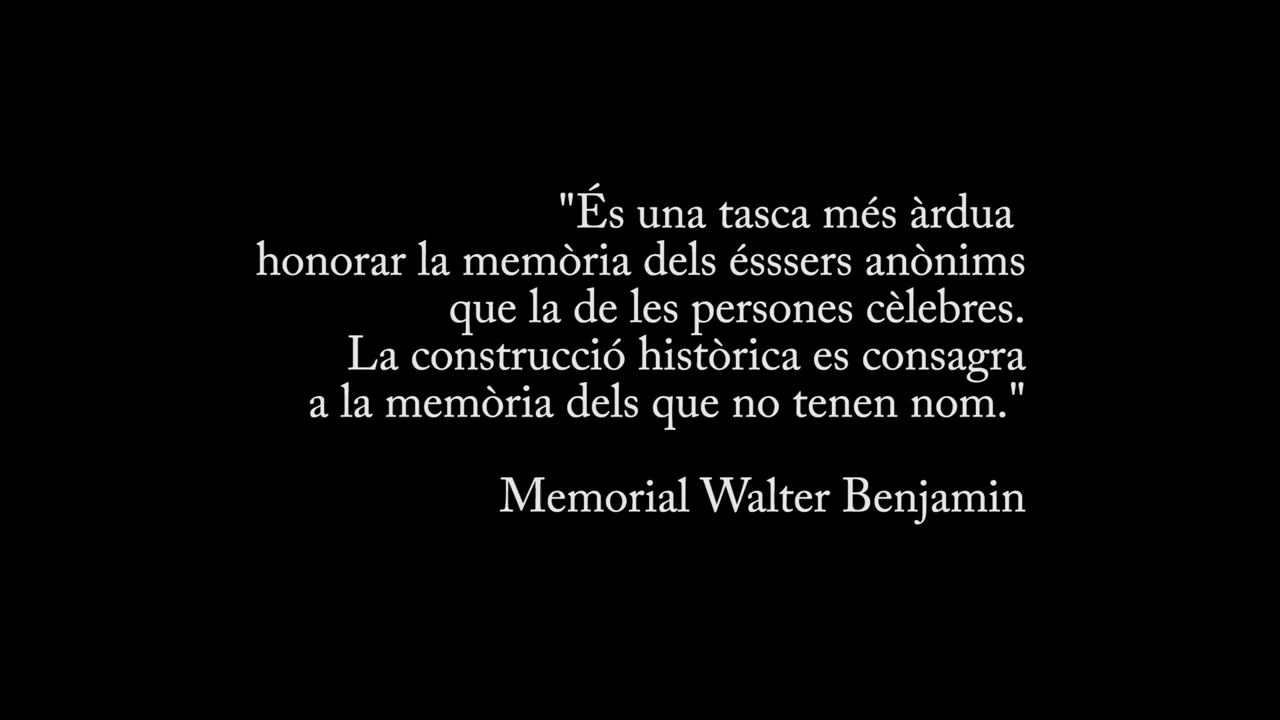 "És una tasca més àrdua
honorar la memòria dels ésssers anònims
que la de les persones cèlebres.
La construcció històrica es consagra
a la memòria dels que no tenen nom."
Memorial Walter Benjamin